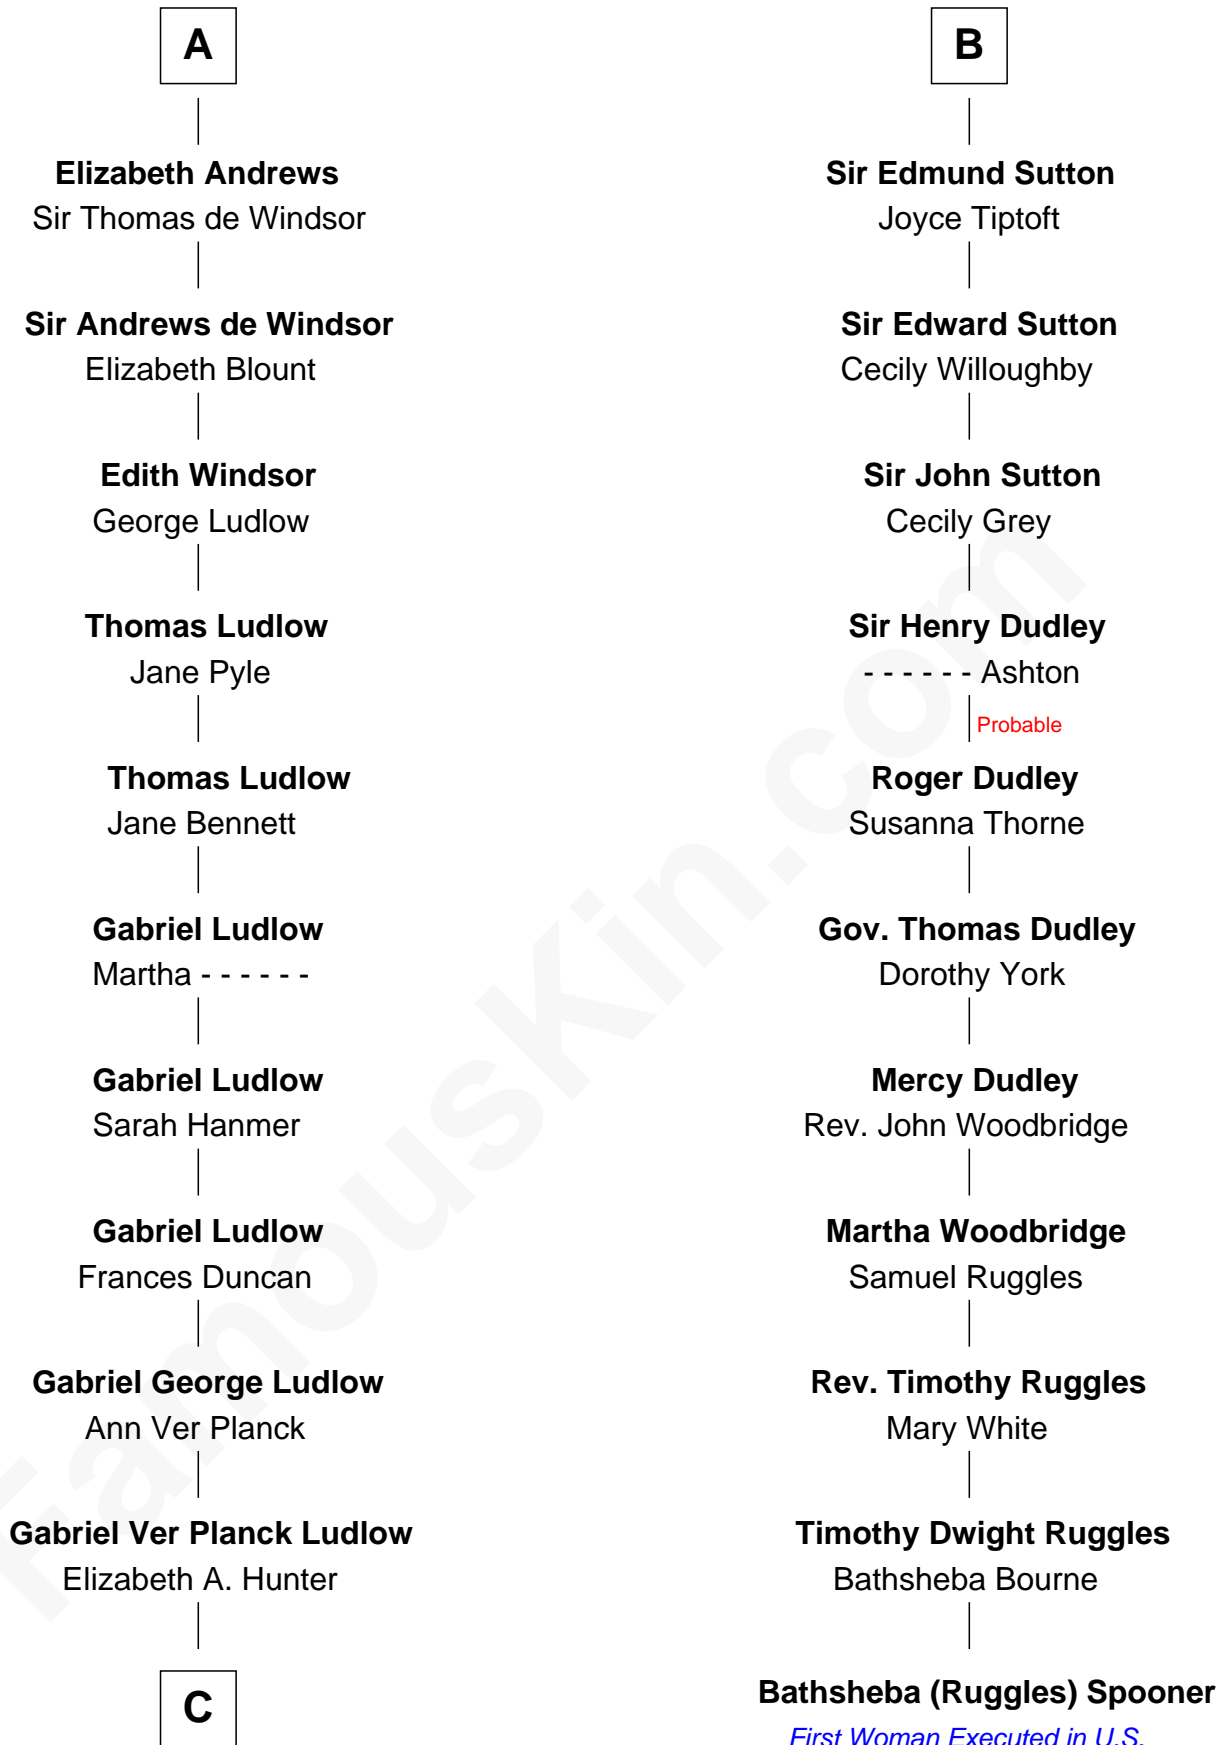 A
Elizabeth Andrews
Sir Thomas de Windsor
Sir Andrews de Windsor
Elizabeth Blount
Edith Windsor
George Ludlow
Thomas Ludlow
Jane Pyle
Thomas Ludlow
Jane Bennett
Gabriel Ludlow
Martha - - - - - -
Gabriel Ludlow
Sarah Hanmer
Gabriel Ludlow
Frances Duncan
Gabriel George Ludlow
Ann Ver Planck
Gabriel Ver Planck Ludlow
Elizabeth A. Hunter
C
B
Sir Edmund Sutton
Joyce Tiptoft
Sir Edward Sutton
Cecily Willoughby
Sir John Sutton
Cecily Grey
Sir Henry Dudley
- - - - - - Ashton
Probable
Roger Dudley
Susanna Thorne
Gov. Thomas Dudley
Dorothy York
Mercy Dudley
Rev. John Woodbridge
Martha Woodbridge
Samuel Ruggles
Rev. Timothy Ruggles
Mary White
Timothy Dwight Ruggles
Bathsheba Bourne
Bathsheba (Ruggles) Spooner
First Woman Executed in U.S.
FamousKin.com